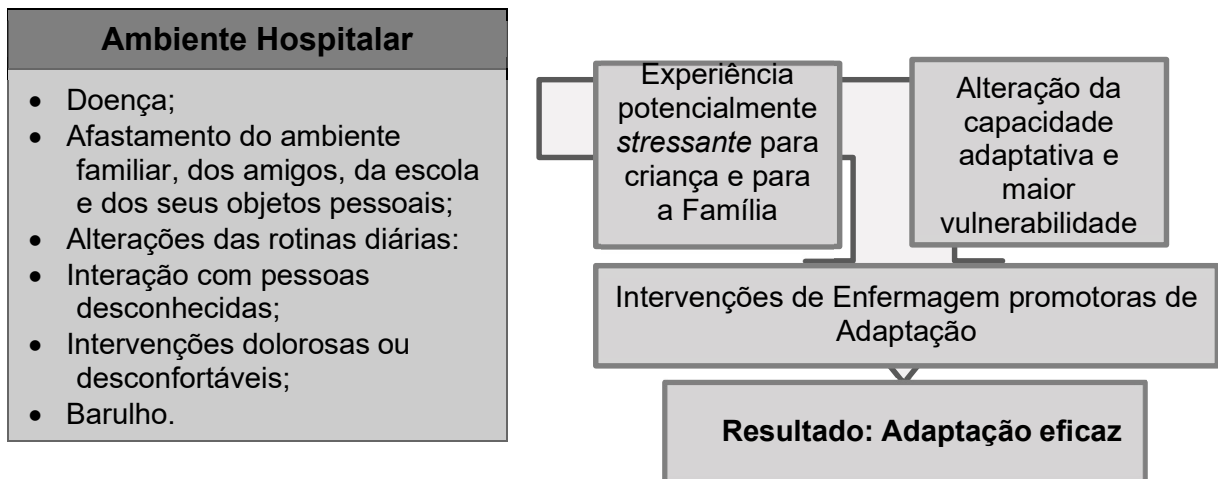 Ambiente Hospitalar
• Doença;
• Afastamento do ambiente
familiar, dos amigos, da escola
e dos seus objetos pessoais;
• Alterações das rotinas diárias:
• Interação com pessoas
desconhecidas;
• Intervenções dolorosas ou
desconfortáveis;
• Barulho.
Experiência
potencialmente
stressante para
criança e para
a Família
Alteração da
capacidade
adaptativa e
maior
vulnerabilidade
Intervenções de Enfermagem promotoras de
Adaptação
Resultado: Adaptação eficaz